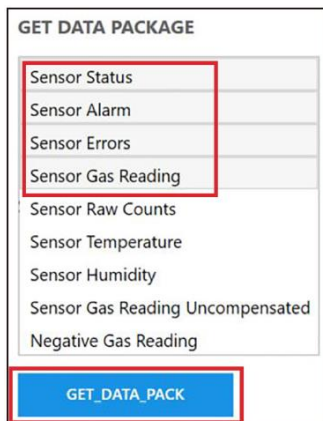 GET DATA PACKAGE
Sensor Status
Sensor Alarm
Sensor Errors
Sensor Gas Reading
Sensor Raw Counts
Sensor Temperature
Sensor Humidity
Sensor Gas Reading Uncompensated
Negative Gas Reading
GET_DATA_PACK